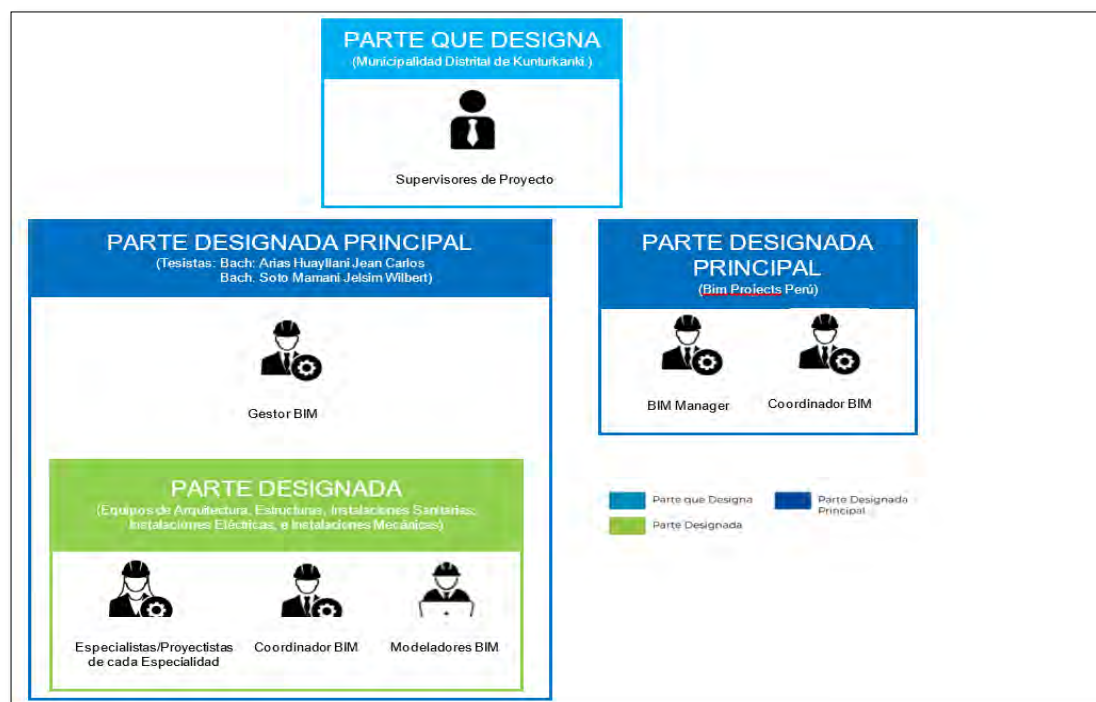 PARTE QUE DESIGNA
(Municipalidad Distrital de Kunturkanki.)
Supervisores de Proyecto
PARTE DESIGNADA PRINCIPAL
(Tesistas: Bach: Arias Huayllani Jean Carlos
Bach. Soto Mamani Jelsim Wilbert)
Gestor BIM
PARTE DESIGNADA
(Equipos de Arquitectura, Estructuras, Instalaciones Sanitarias,
Instalaciones Eléctricas, e Instalaciones Mecánicas)
Especialistas/Proyectistas
de cada Especialidad
Coordinador BIM
Modeladores BIM
PARTE DESIGNADA
PRINCIPAL
(Bim Projects Perú)
BIM Manager
Coordinador BIM
Parte que Designa
Parte Designada
Principal
Parte Designada